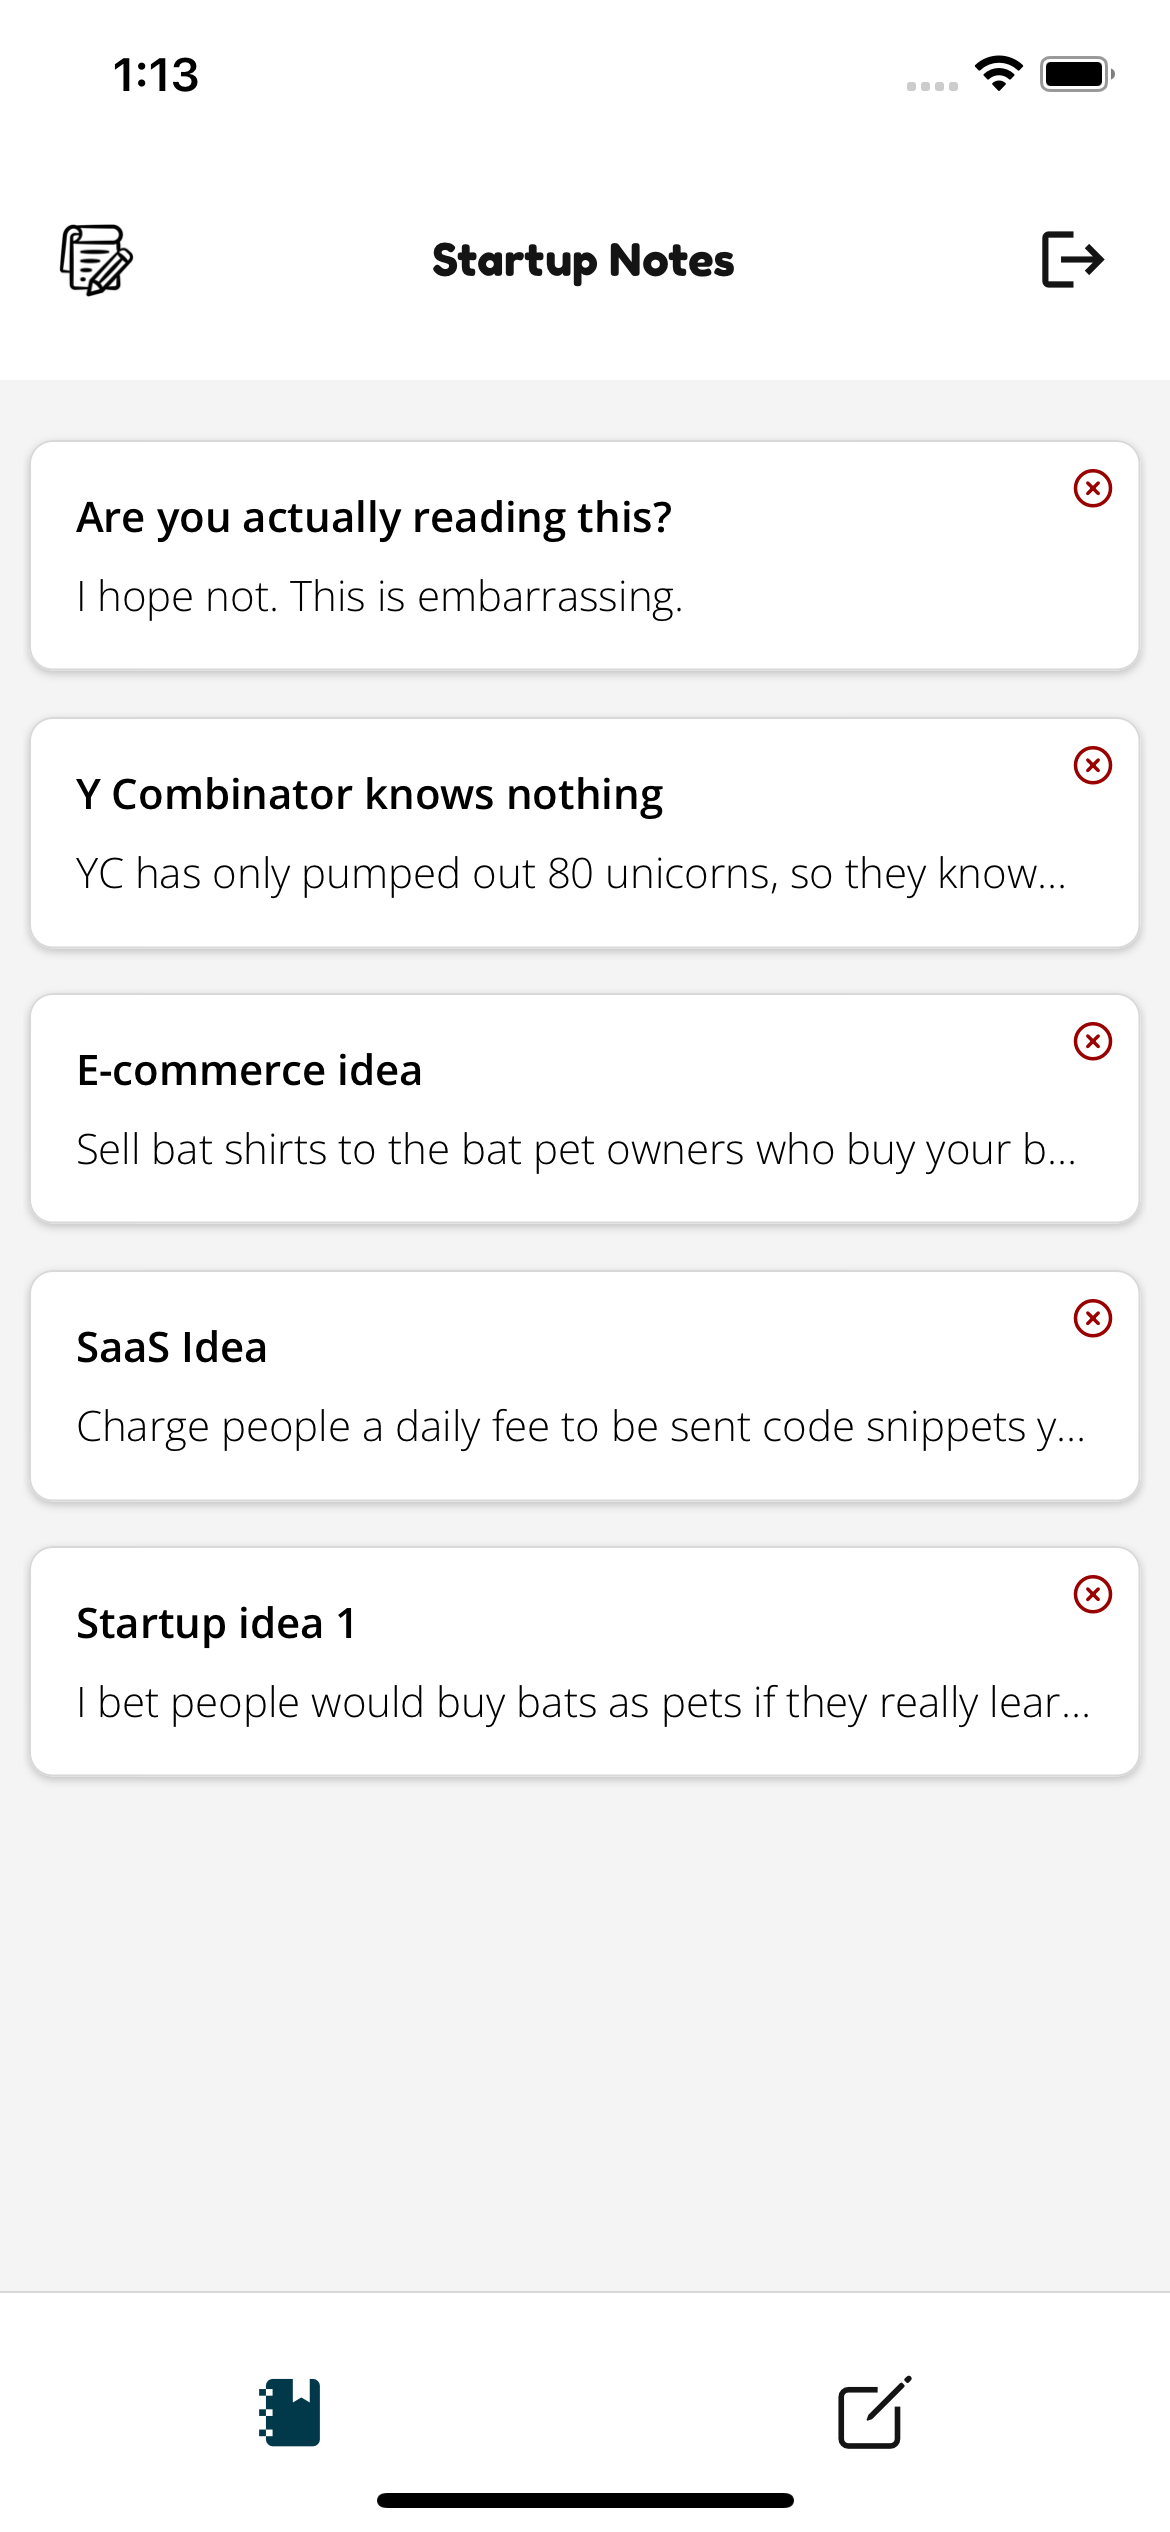 1:13
Startup Notes
Are you actually reading this?
I hope not. This is embarrassing.
Y Combinator knows nothing
YC has only pumped out 80 unicorns, so they know...
E-commerce idea
Sell bat shirts to the bat pet owners who buy your b...
SaaS Idea
Charge people a daily fee to be sent code snippets y...
Startup idea 1
I bet people would buy bats as pets if they really lear...